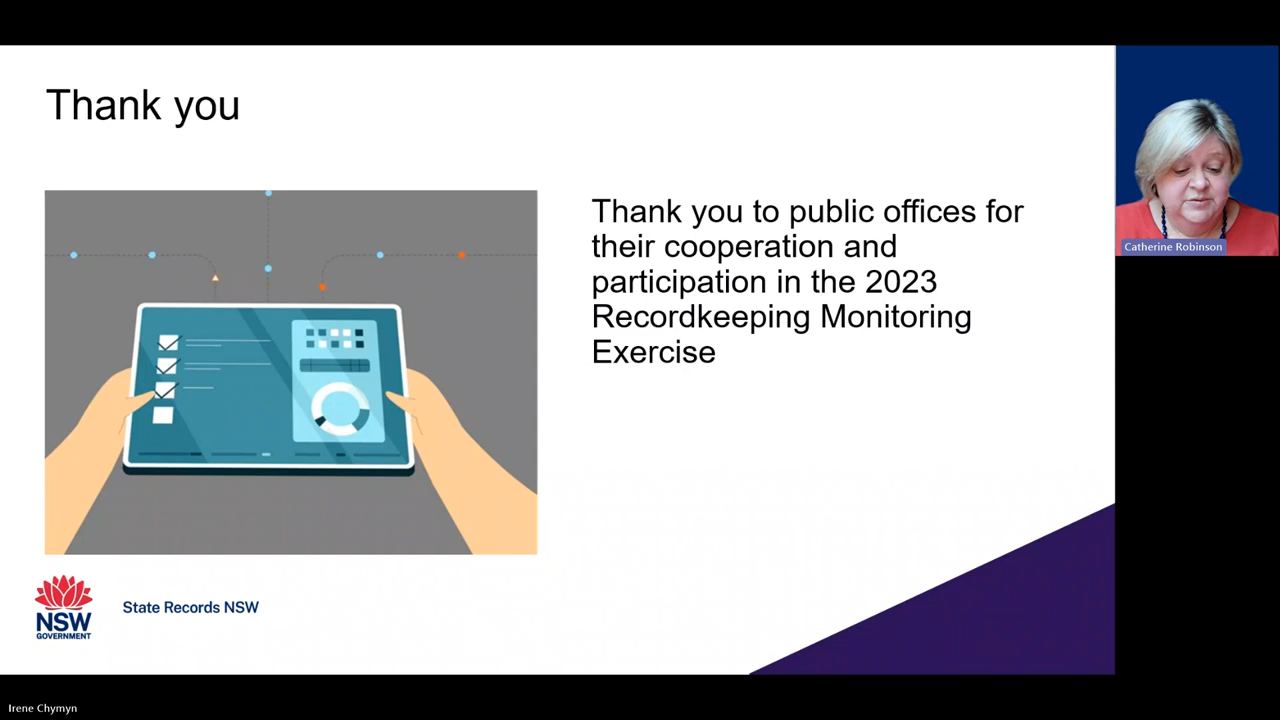 Thank you
Thank you to public offices for
their cooperation and
participation in the 2023
Recordkeeping Monitoring
Exercise
Catherine Robinson
NSW
GOVERNMENT
State Records NSW
Irene Chymyn